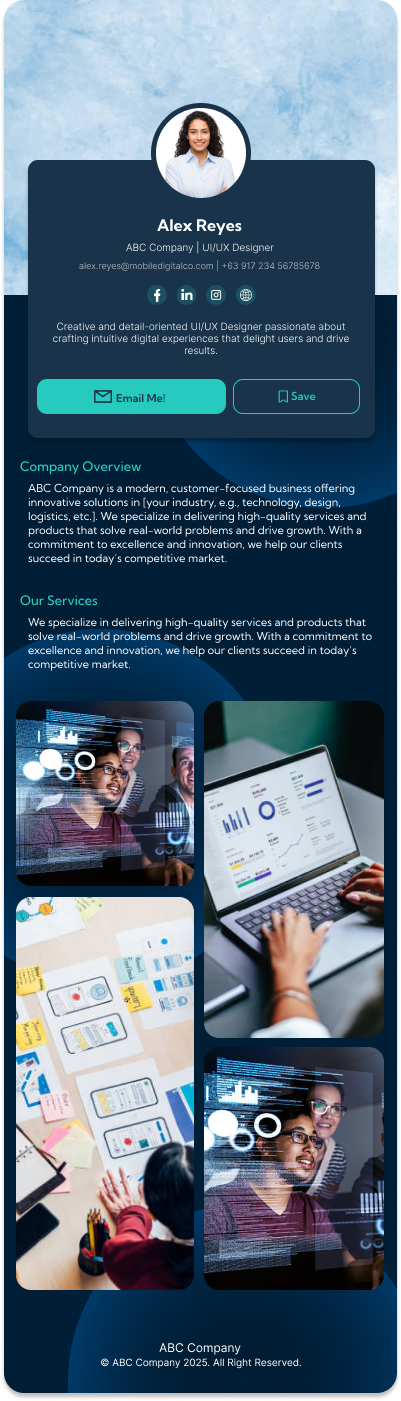 Alex Reyes
ABC Company | UI/UX Designer
alex.reyes@mobiledigitalco.com | +63 917 234 56785678
Creative and detail-oriented UI/UX Designer passionate about
crafting intuitive digital experiences that delight users and drive
results.
Email Me!
Save
Company Overview
ABC Company is a modern, customer-focused business offering
innovative solutions in [your industry, e.g., technology, design,
logistics, etc.]. We specialize in delivering high-quality services and
products that solve real-world problems and drive growth. With a
commitment to excellence and innovation, we help our clients
succeed in today's competitive market.
Our Services
We specialize in delivering high-quality services and products that
solve real-world problems and drive growth. With a commitment to
excellence and innovation, we help our clients succeed in today's
competitive market.
ABC Company
© ABC Company 2025. All Right Reserved.